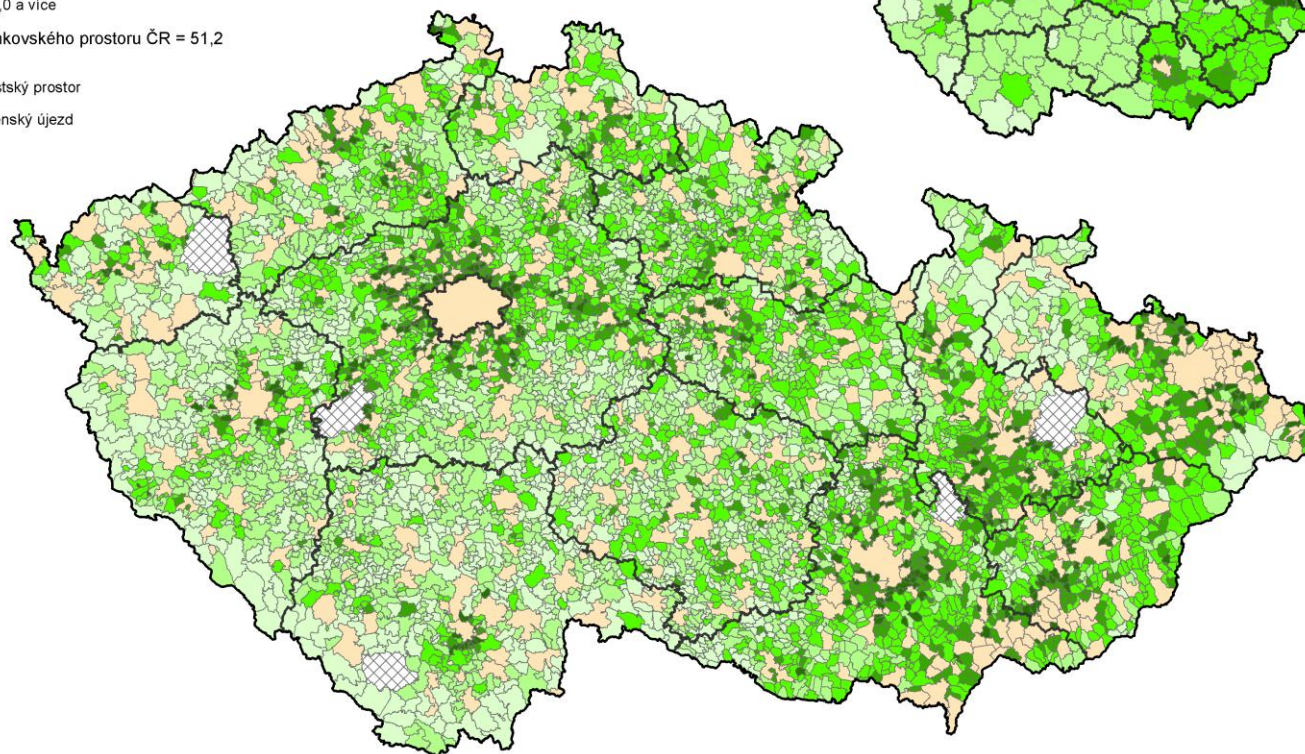 ,0 a více
nkovského prostoru ČR = 51,2
stský prostor
enský újezd